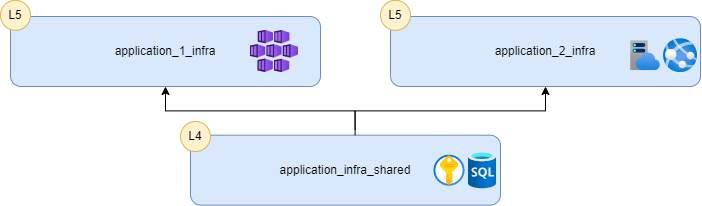 L5
application_1_infra
L5
application_2_infra
L4
application_infra_shared
SQL